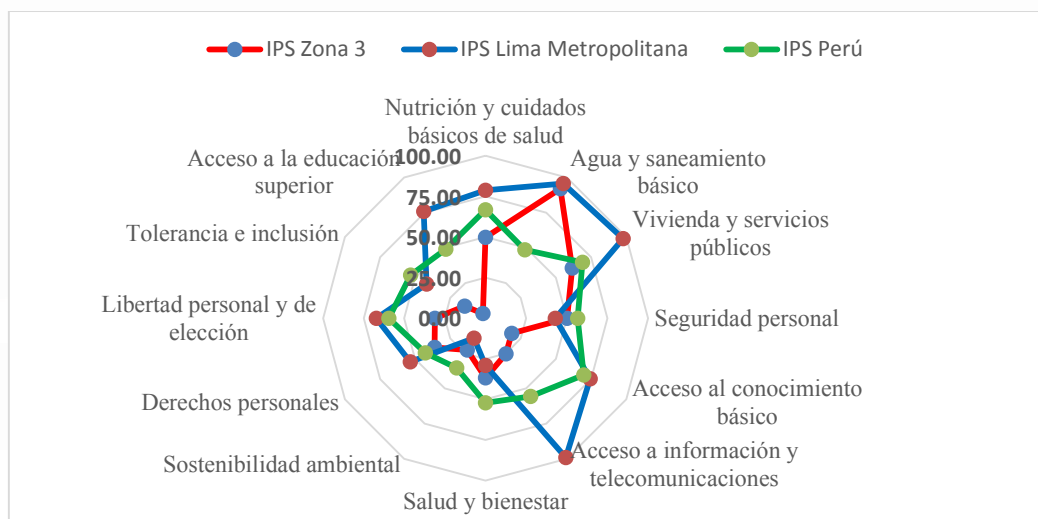 IPS Zona 3 IPS Lima Metropolitana IPS Perú
Nutrición y cuidados
básicos de salud
Agua y saneamiento
básico
Vivienda y servicios
públicos
Seguridad personal
Acceso al conocimiento
básico
Acceso a información y
telecomunicaciones
Salud y bienestar
Sostenibilidad ambiental
Derechos personales
Libertad personal y de
elección
Tolerancia e inclusión
Acceso a la educación
superior
100.00
75.00
50.00
25.00
0.00